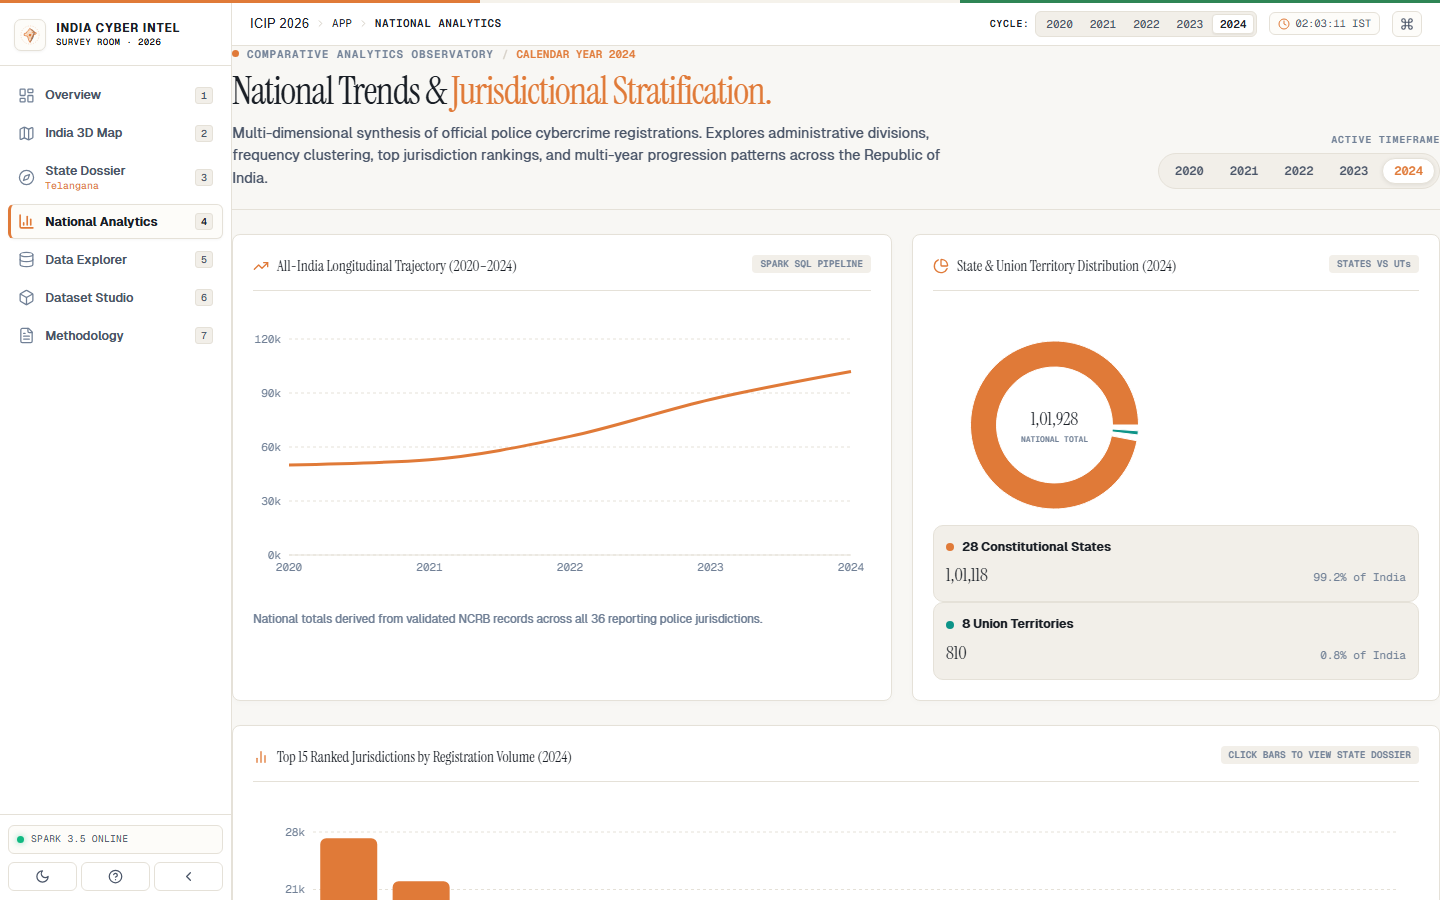 INDIA CYBER INTEL
SURVEY ROOM · 2026
Overview 1
India 3D Map 2
State Dossier 3
Telangana
National Analytics 4
Data Explorer 5
Dataset Studio 6
Methodology 7
SPARK 3.5 ONLINE
ICIP 2026 › APP › NATIONAL ANALYTICS
CYCLE: 2020 2021 2022 2023 2024
02:03:11 IST
⌘
COMPARATIVE ANALYTICS OBSERVATORY / CALENDAR YEAR 2024
National Trends & Jurisdictional Stratification.
Multi-dimensional synthesis of official police cybercrime registrations. Explores administrative divisions,
frequency clustering, top jurisdiction rankings, and multi-year progression patterns across the Republic of
India.
ACTIVE TIMEFRAME
2020 2021 2022 2023 2024
All-India Longitudinal Trajectory (2020–2024)
SPARK SQL PIPELINE
120k
90k
60k
30k
0k
2020 2021 2022 2023 2024
National totals derived from validated NCRB records across all 36 reporting police jurisdictions.
State & Union Territory Distribution (2024)
STATES VS UTs
1,01,928
NATIONAL TOTAL
28 Constitutional States
1,01,118
99.2% of India
8 Union Territories
810
0.8% of India
Top 15 Ranked Jurisdictions by Registration Volume (2024)
CLICK BARS TO VIEW STATE DOSSIER
28k
21k